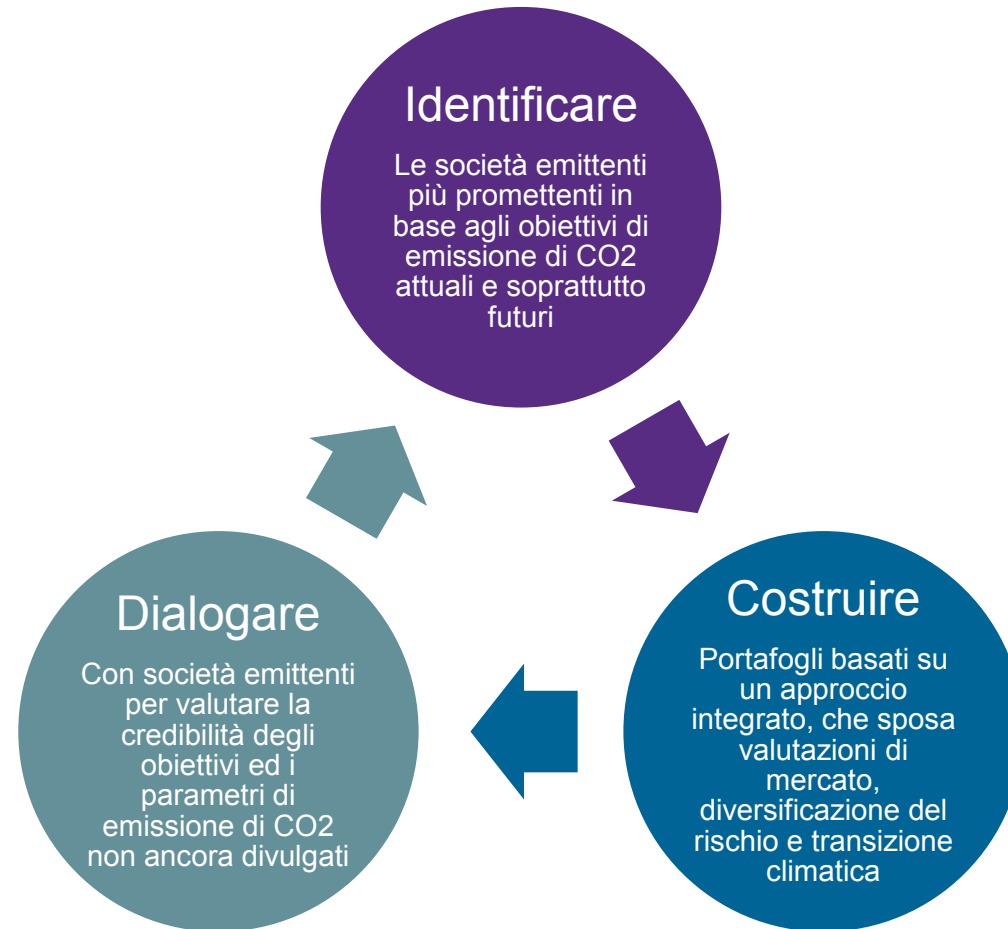 Identificare
Le società emittenti
più promettenti in
base agli obiettivi di
emissione di CO2
attuali e soprattutto
futuri
Costruire
Portafogli basati su
un approccio
integrato, che sposa
valutazioni di
mercato,
diversificazione del
rischio e transizione
climatica
Dialogare
Con società emittenti
per valutare la
credibilità degli
obiettivi ed i
parametri di
emissione di CO2
non ancora divulgati